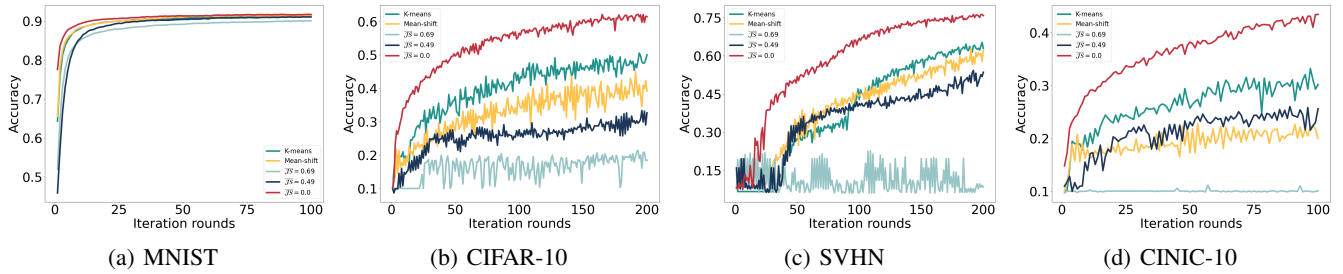 Accuracy
0.9
0.8
0.7
0.6
0.5
0
25
50
75
100
Iteration rounds
K-means
Mean-shift
JS = 0.69
JS = 0.49
JS = 0.0
(a) MNIST
Accuracy
0.6
0.5
0.4
0.3
0.2
0.1
0
50
100
150
200
Iteration rounds
K-means
Mean-shift
JS = 0.69
JS = 0.49
JS = 0.0
(b) CIFAR-10
Accuracy
0.75
0.60
0.45
0.30
0.15
0
50
100
150
200
Iteration rounds
K-means
Mean-shift
JS = 0.69
JS = 0.49
JS = 0.0
(c) SVHN
Accuracy
0.4
0.3
0.2
0.1
0
25
50
75
100
Iteration rounds
K-means
Mean-shift
JS = 0.69
JS = 0.49
JS = 0.0
(d) CINIC-10